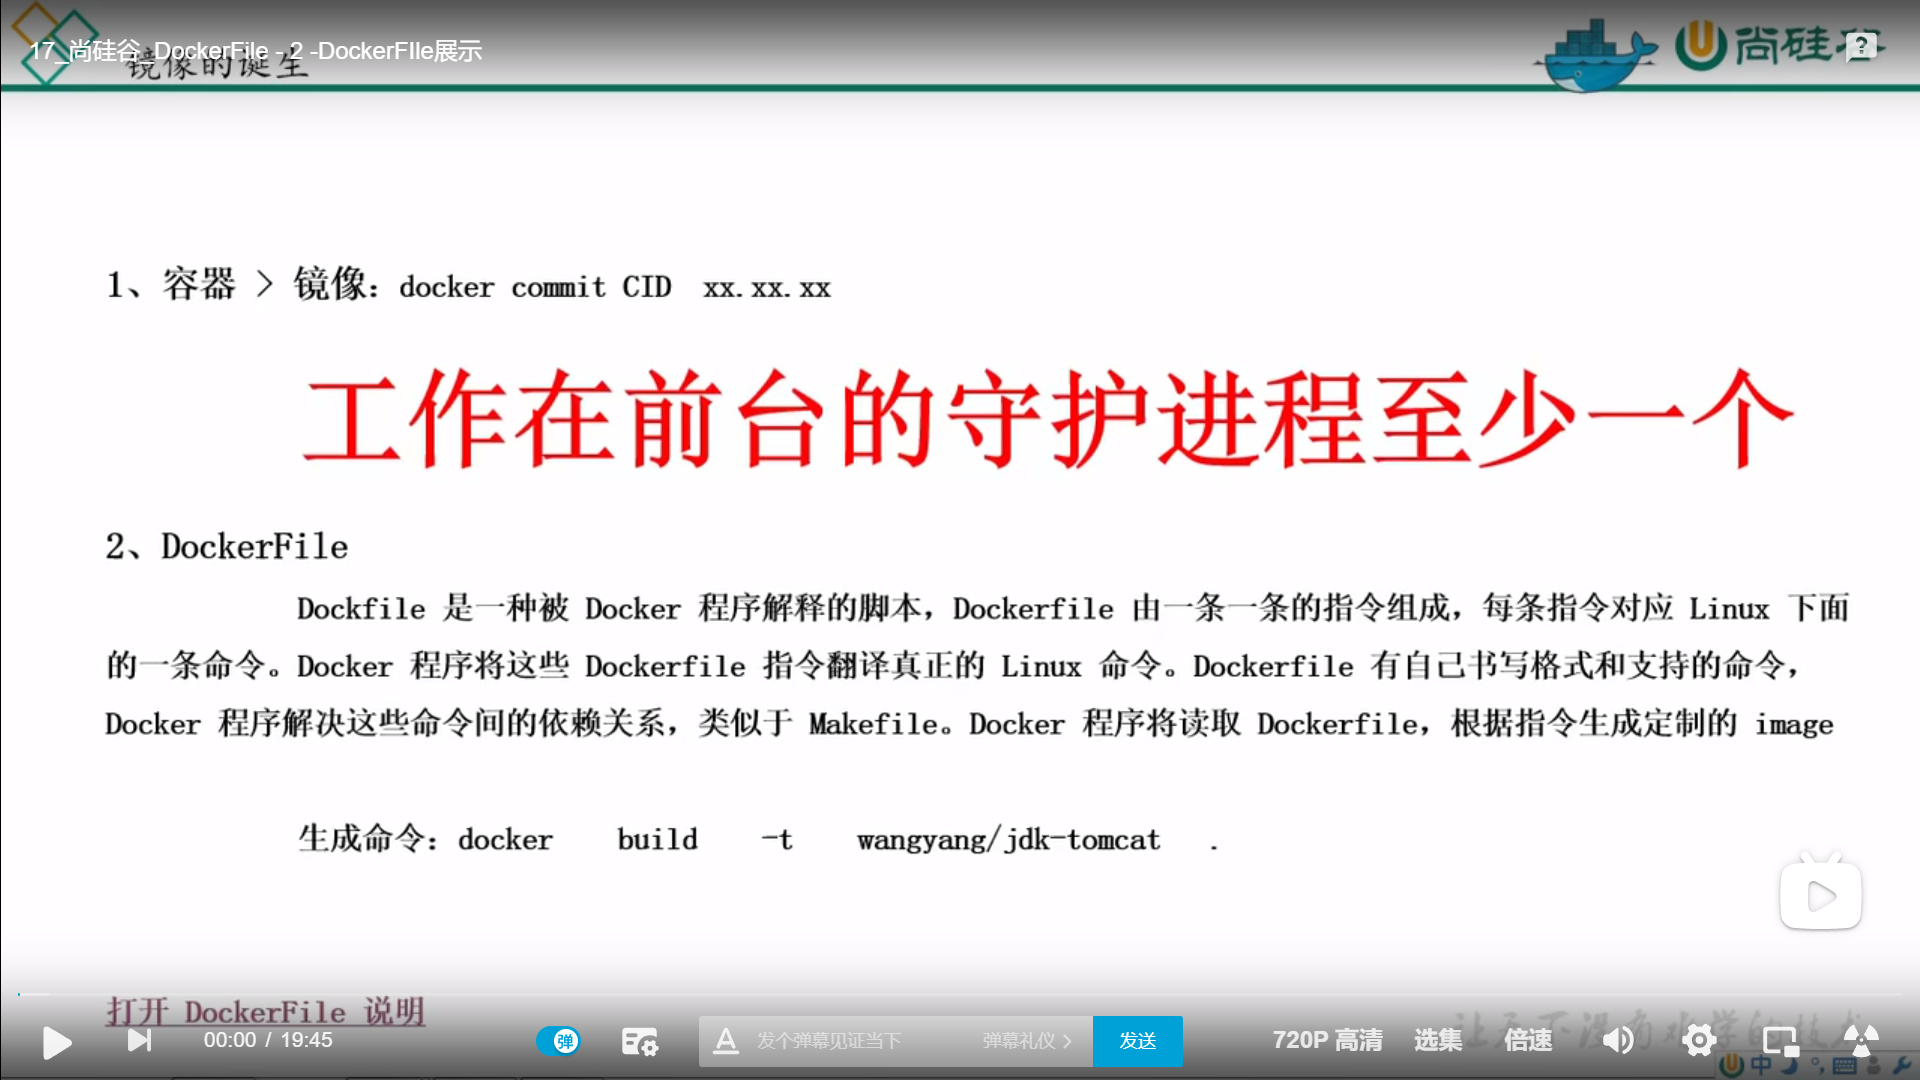 17_尚硅谷_DockerFile - 2 -DockerFIle展示
镜像的诞生
尚硅谷
1、容器 > 镜像：docker commit CID xx.xx.xx
工作在前台的守护进程至少一个
2、DockerFile
Dockfile 是一种被 Docker 程序解释的脚本，Dockerfile 由一条一条的指令组成，每条指令对应 Linux 下面
的一条命令。Docker 程序将这些 Dockerfile 指令翻译真正的 Linux 命令。Dockerfile 有自己书写格式和支持的命令，
Docker 程序解决这些命令间的依赖关系，类似于 Makefile。Docker 程序将读取 Dockerfile，根据指令生成定制的 image
生成命令：docker build -t wangyang/jdk-tomcat .
打开 DockerFile 说明
00:00 / 19:45
弹
发个弹幕见证当下
弹幕礼仪 >
发送
720P 高清
选集
倍速
让天下没有难学的技术
中